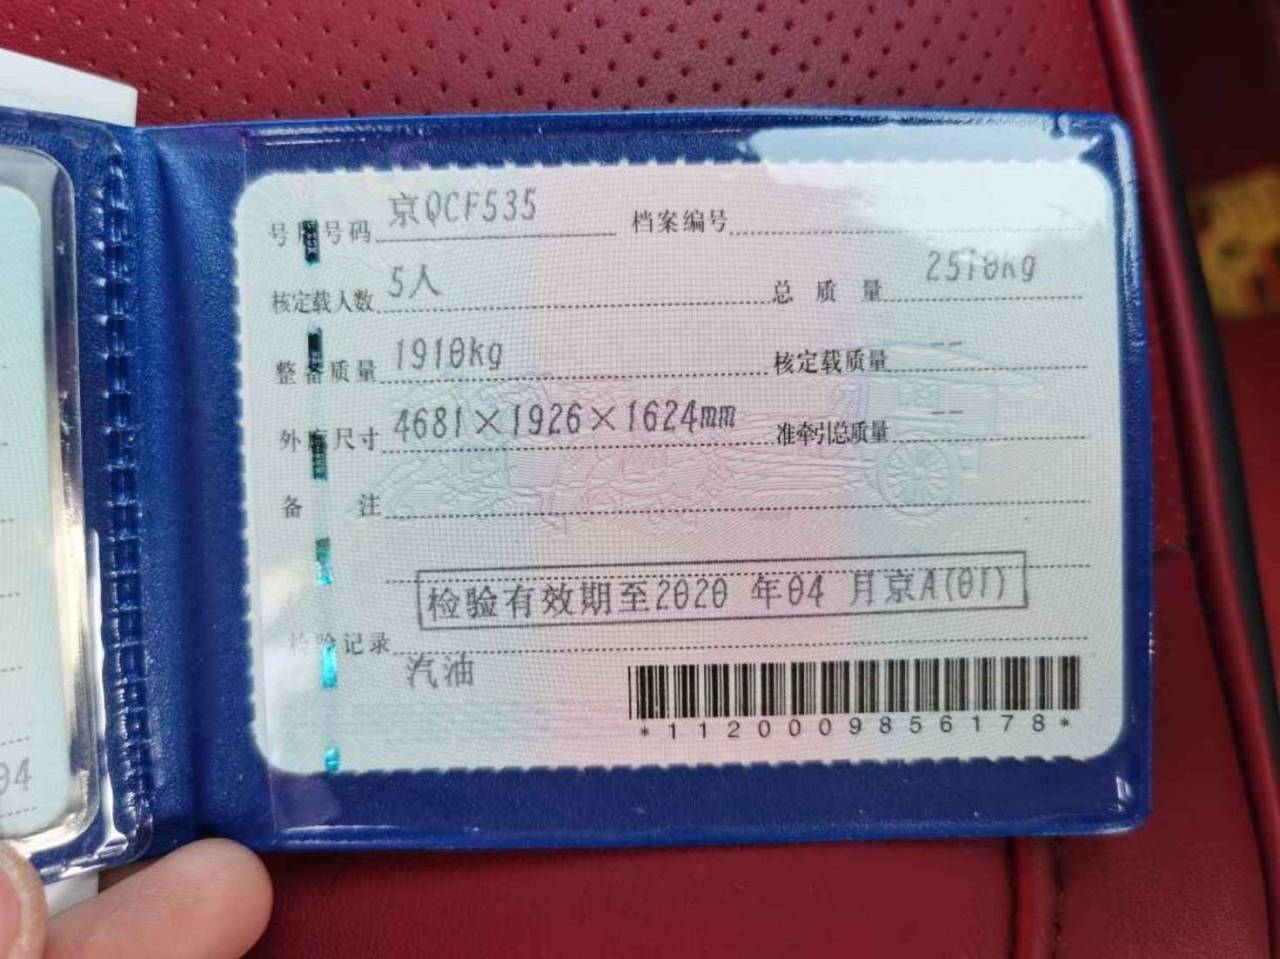 号牌号码 京QCF535 档案编号
核定载人数 5人 总质量 2510kg
整备质量 1910kg 核定载质量 --
外廓尺寸 4681×1926×1624mm 准牵引总质量 --
备注
检验有效期至2020年04月京A(01)
检验记录
汽油
*1120009856178*
04